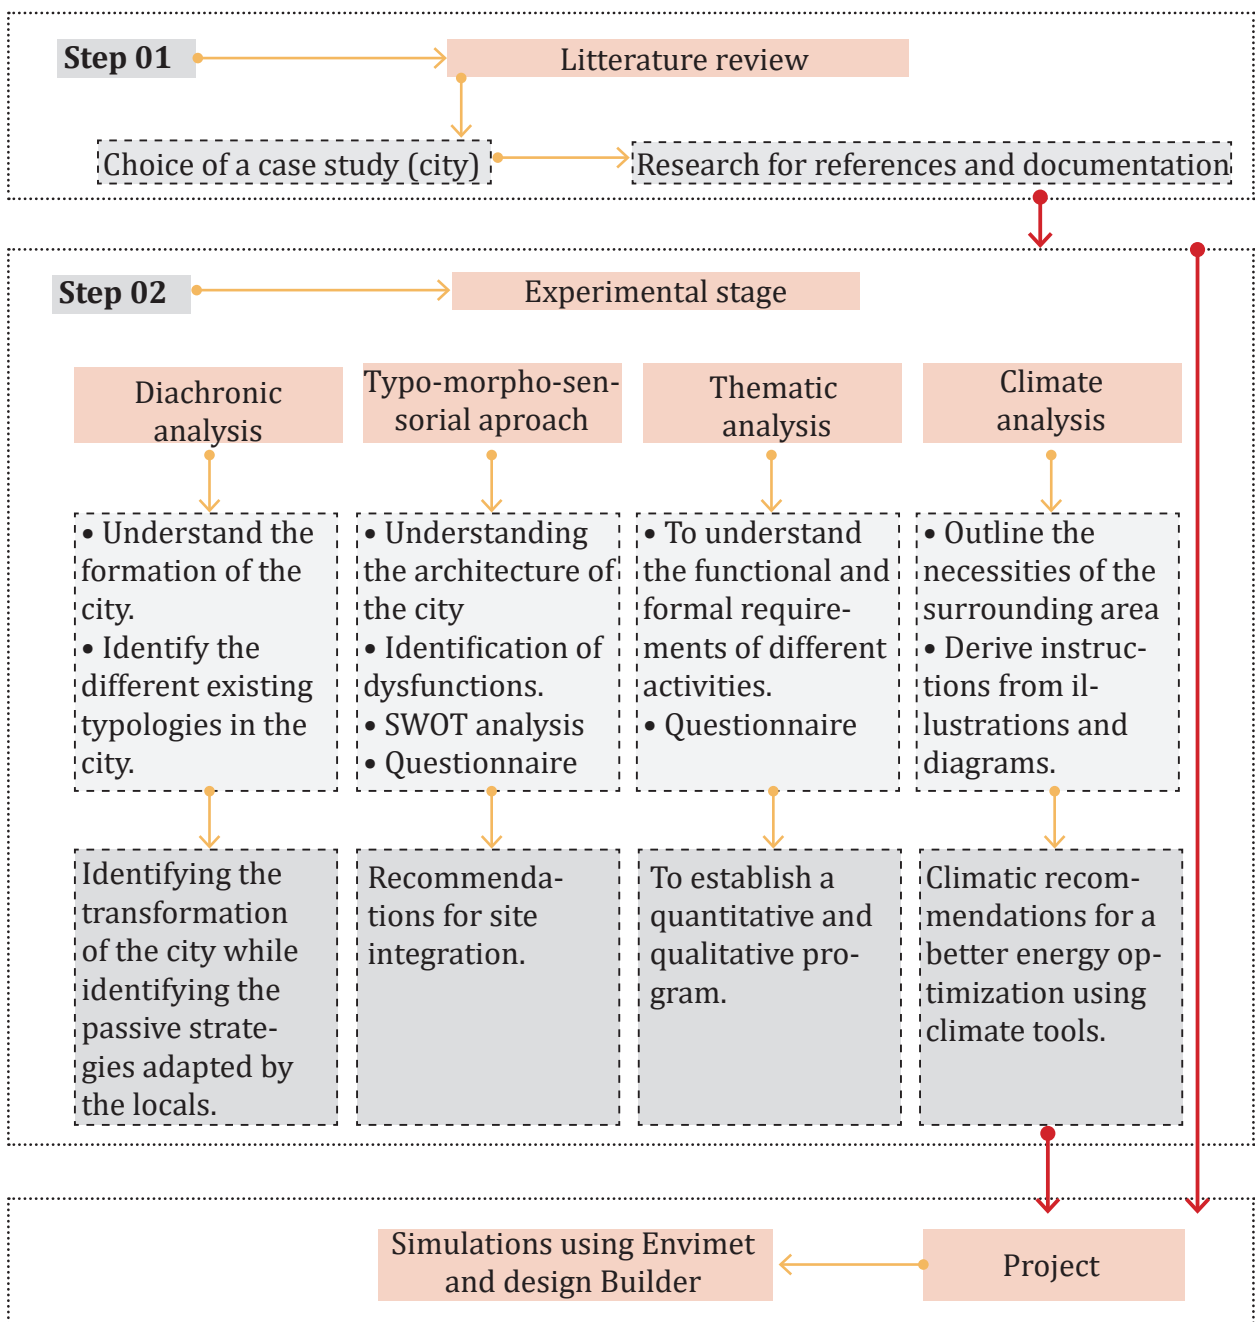 Step 01
Litterature review
Choice of a case study (city)
Research for references and documentation
Step 02
Experimental stage
Diachronic
analysis
Typo-morpho-sen-
sorial aproach
Thematic
analysis
Climate
analysis
• Understand the
formation of the
city.
• Identify the
different existing
typologies in the
city.
• Understanding
the architecture of
the city
• Identification of
dysfunctions.
• SWOT analysis
• Questionnaire
• To understand
the functional and
formal require-
ments of different
activities.
• Questionnaire
• Outline the
necessities of the
surrounding area
• Derive instruc-
tions from il-
lustrations and
diagrams.
Identifying the
transformation
of the city while
identifying the
passive strate-
gies adapted by
the locals.
Recommenda-
tions for site
integration.
To establish a
quantitative and
qualitative pro-
gram.
Climatic recom-
mendations for a
better energy op-
timization using
climate tools.
Simulations using Envimet
and design Builder
Project